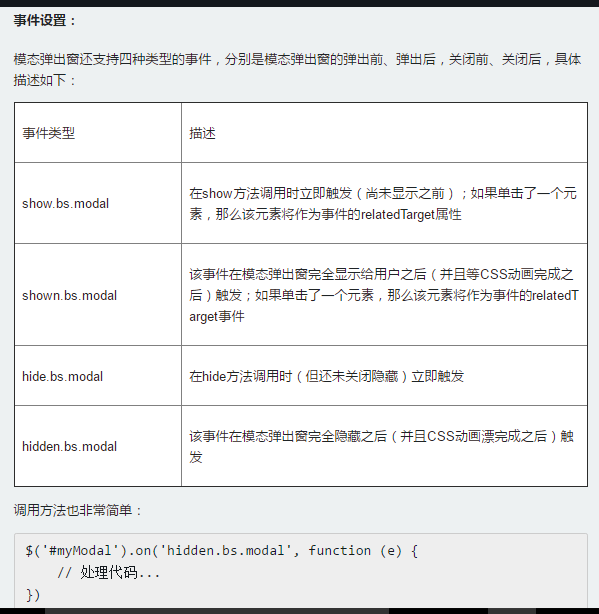 事件设置：
模态弹出窗还支持四种类型的事件，分别是模态弹出窗的弹出前、弹出后，关闭前、关闭后，具体
描述如下：
事件类型
描述
show.bs.modal
在show方法调用时立即触发（尚未显示之前）；如果单击了一个元
素，那么该元素将作为事件的relatedTarget属性
shown.bs.modal
该事件在模态弹出窗完全显示给用户之后（并且等CSS动画完成之
后）触发；如果单击了一个元素，那么该元素将作为事件的relatedT
arget事件
hide.bs.modal
在hide方法调用时（但还未关闭隐藏）立即触发
hidden.bs.modal
该事件在模态弹出窗完全隐藏之后（并且CSS动画漂完成之后）触
发
调用方法也非常简单：
$('#myModal').on('hidden.bs.modal', function (e) {
// 处理代码...
})